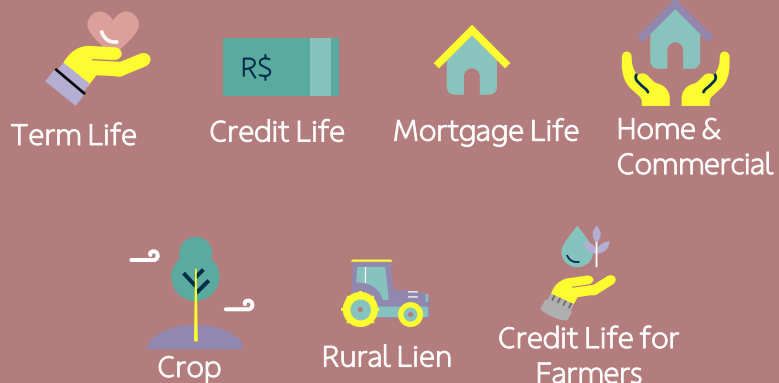 R$
Term Life
Credit Life
Mortgage Life
Home &
Commercial
Crop
Rural Lien
Credit Life for
Farmers